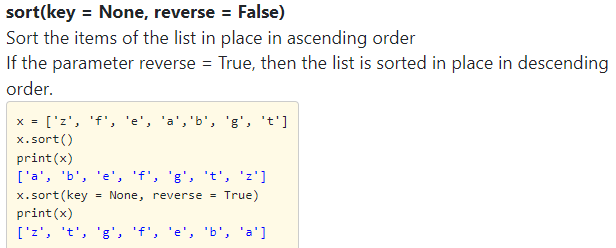 sort(key = None, reverse = False)
Sort the items of the list in place in ascending order
If the parameter reverse = True, then the list is sorted in place in descending
order.
x = ['z', 'f', 'e', 'a','b', 'g', 't']
x.sort()
print(x)
['a', 'b', 'e', 'f', 'g', 't', 'z']
x.sort(key = None, reverse = True)
print(x)
['z', 't', 'g', 'f', 'e', 'b', 'a']